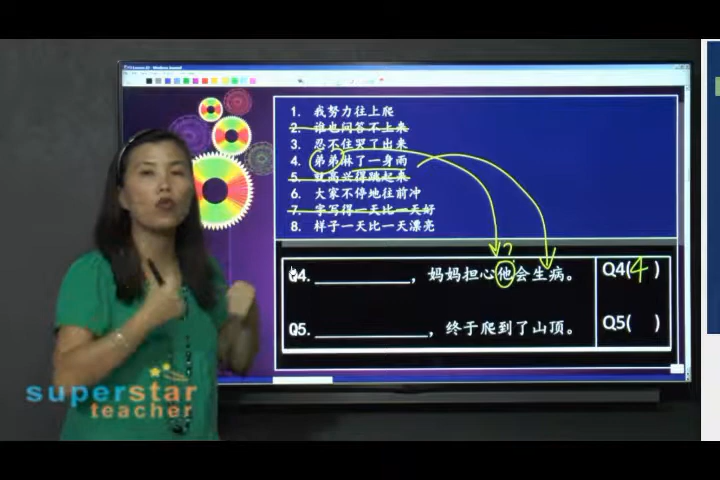 1. 我努力往上爬
2. 谁也问答不上来
3. 忍不住哭了出来
4. 弟弟淋了一身雨
5. 就高兴得跳起来
6. 大家不停地往前冲
7. 字写得一天比一天好
8. 样子一天比一天漂亮
?
Q4. ____________，妈妈担心他会生病。 Q4(4)
Q5. ____________，终于爬到了山顶。 Q5( )
superstar
teacher